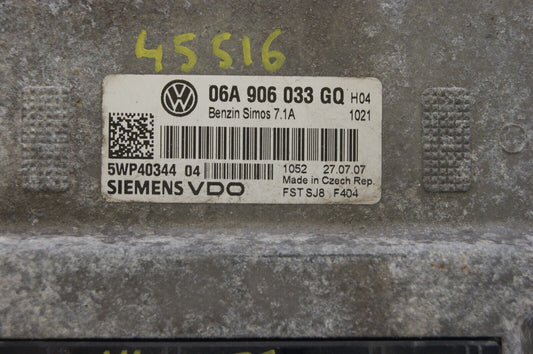 45516
06A 906 033 GQ H04
Benzin Simos 7.1A 1021
5WP40344 04 1052 27.07.07
Made in Czech Rep.
SIEMENS VDO FST SJ8 F404